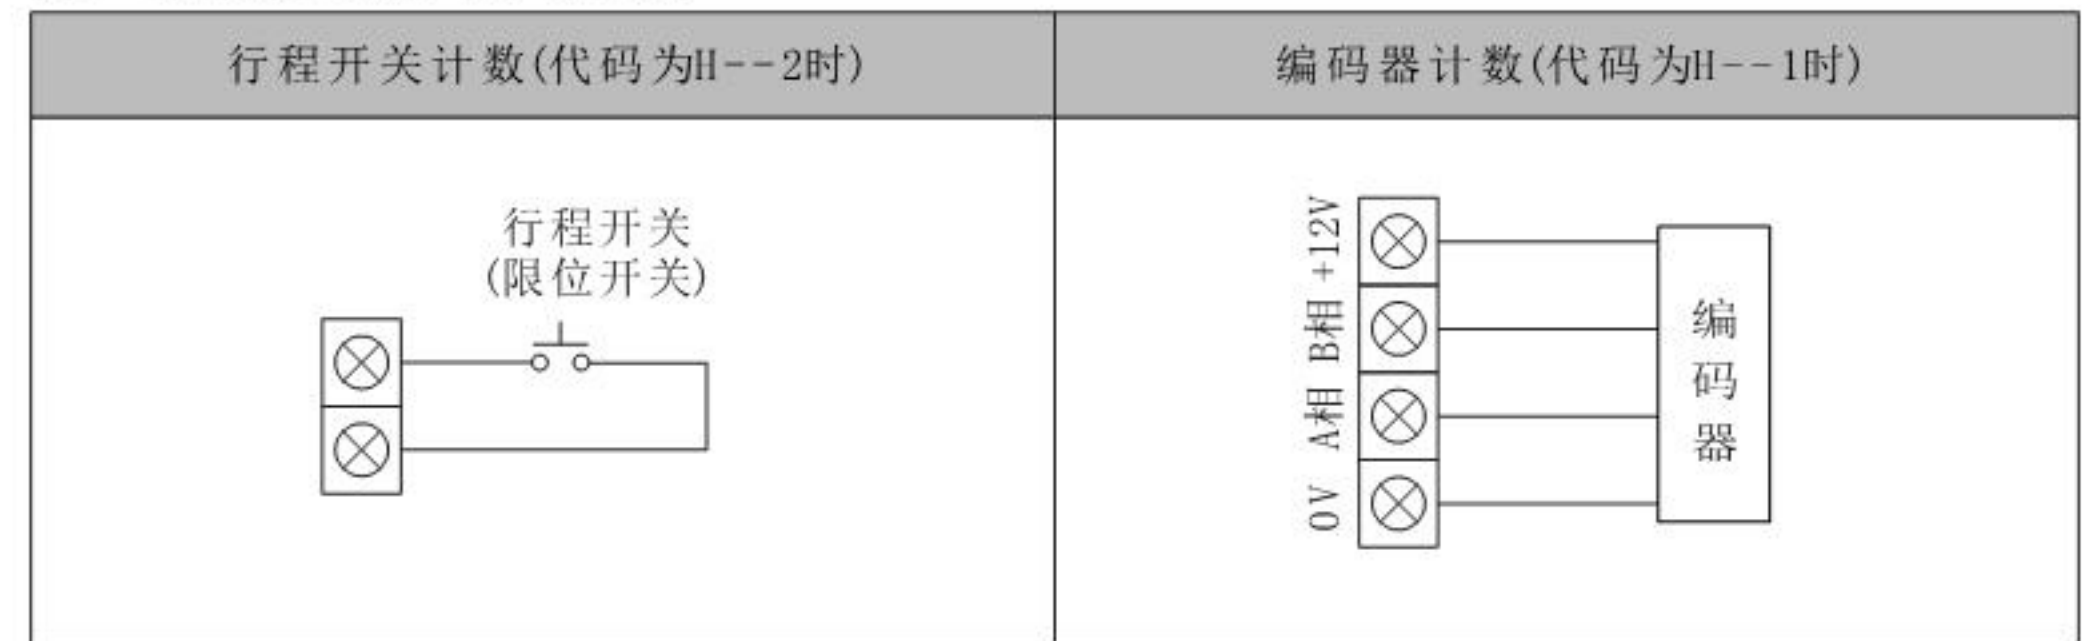 行程开关计数(代码为H--2时)
编码器计数(代码为H--1时)
行程开关
(限位开关)
+12V
B相
A相
0V
编
码
器